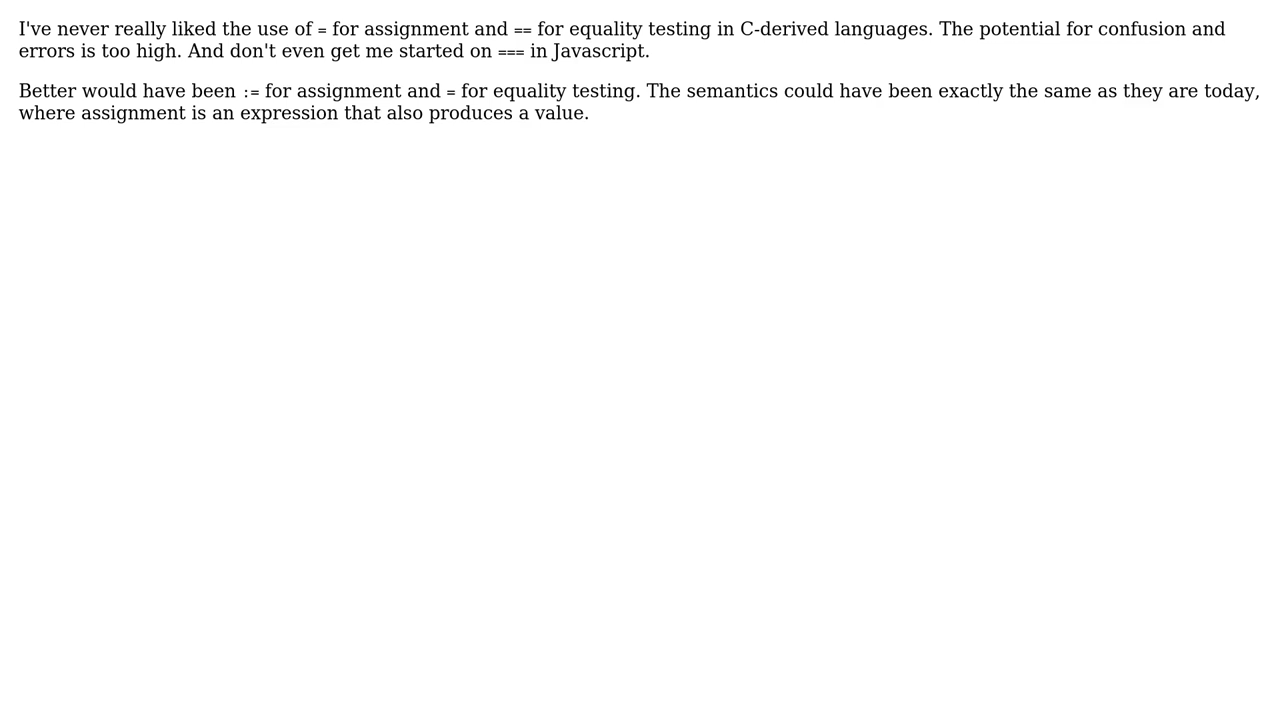 I've never really liked the use of = for assignment and == for equality testing in C-derived languages. The potential for confusion and
errors is too high. And don't even get me started on === in Javascript.
Better would have been := for assignment and = for equality testing. The semantics could have been exactly the same as they are today,
where assignment is an expression that also produces a value.